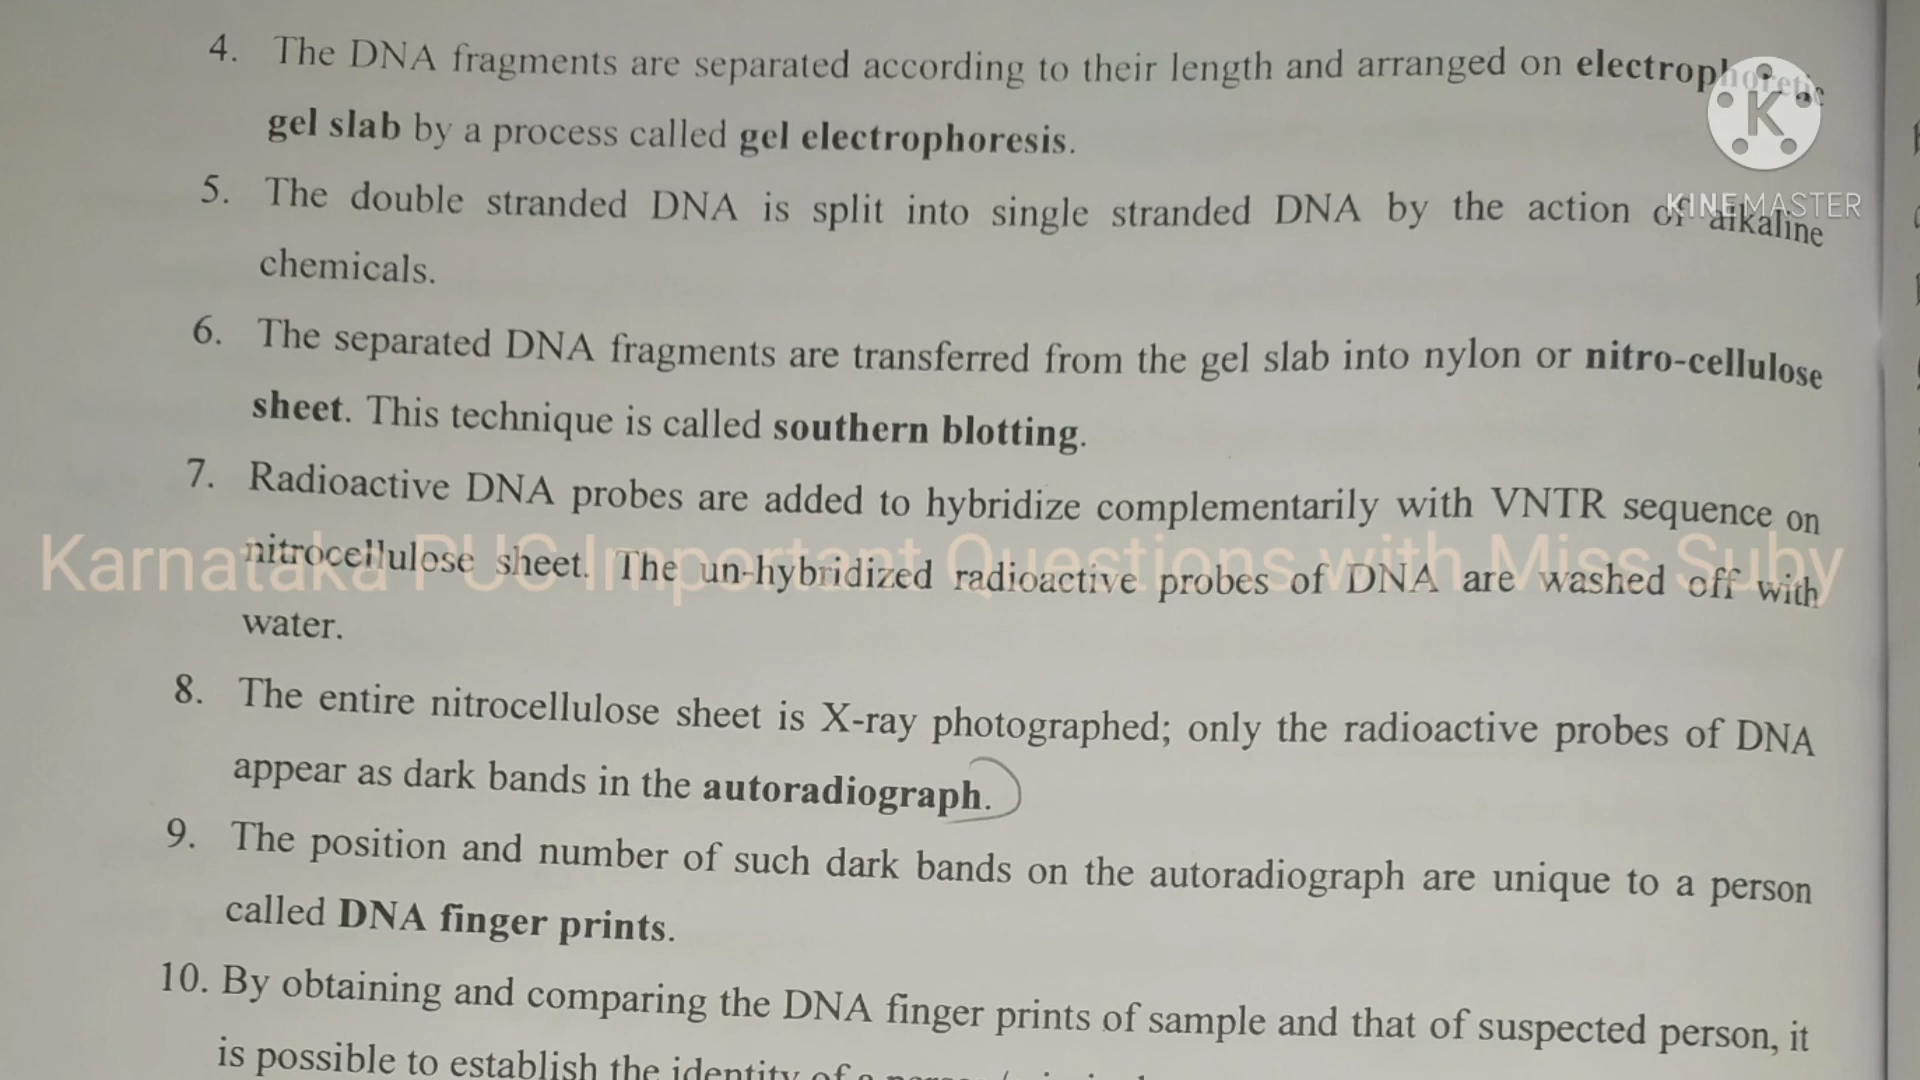 4. The DNA fragments are separated according to their length and arranged on electrophoretic
gel slab by a process called gel electrophoresis.
5. The double stranded DNA is split into single stranded DNA by the action of alkaline
chemicals.
6. The separated DNA fragments are transferred from the gel slab into nylon or nitro-cellulose
sheet. This technique is called southern blotting.
7. Radioactive DNA probes are added to hybridize complementarily with VNTR sequence on
nitrocellulose sheet. The un-hybridized radioactive probes of DNA are washed off with
water.
8. The entire nitrocellulose sheet is X-ray photographed; only the radioactive probes of DNA
appear as dark bands in the autoradiograph.
9. The position and number of such dark bands on the autoradiograph are unique to a person
called DNA finger prints.
10. By obtaining and comparing the DNA finger prints of sample and that of suspected person, it
is possible to establish the identity of a
K
KINEMASTER
Karnataka PUC Important Questions with Miss Suby